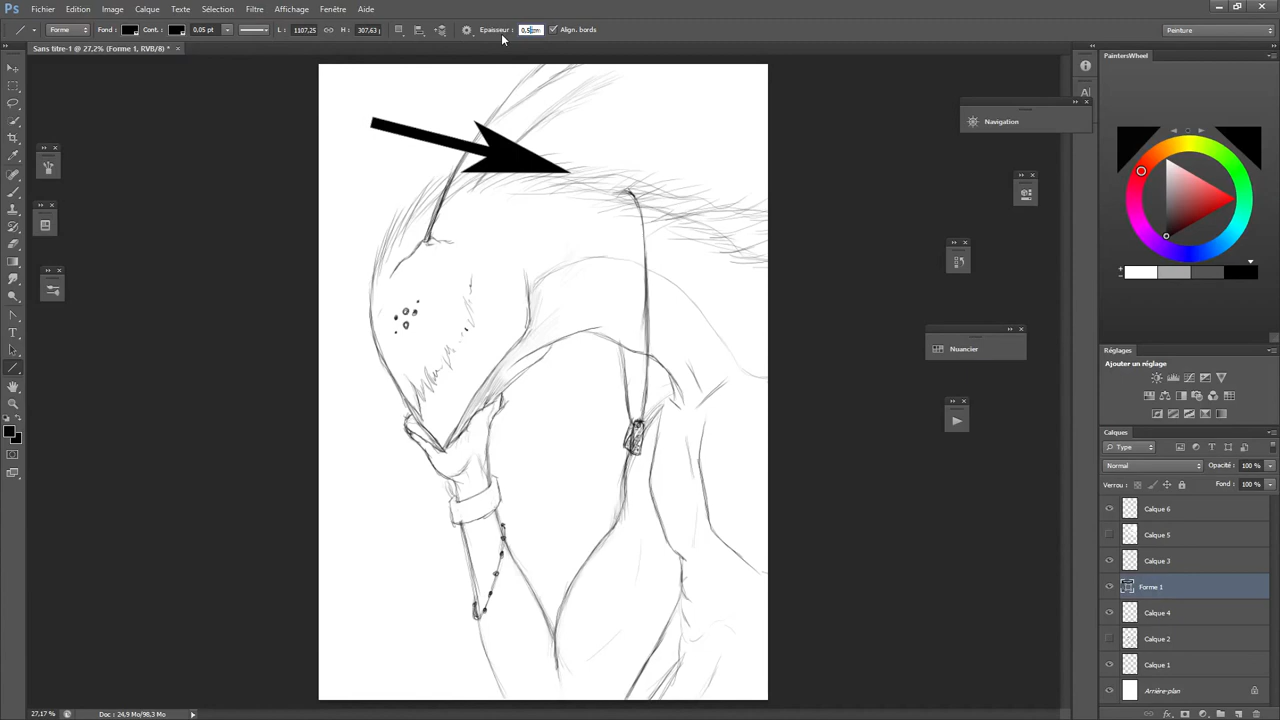 Ps Fichier Edition Image Calque Texte Sélection Filtre Affichage Fenêtre Aide
Forme Fond : Cont. : 0,05 pt L : 1107,25 H : 307,63 Epaisseur : 0.5 cm Align. bords Peinture
Sans titre-1 @ 27,2% (Forme 1, RVB/8) *
PaintersWheel
Navigation
Nuancier
Réglages
Ajouter un réglage
Calques
Type
Normal Opacité : 100 %
Verrou : Fond : 100 %
Calque 6
Calque 5
Calque 3
Forme 1
Calque 4
Calque 2
Calque 1
Arrière-plan
27,17 % Doc : 24,9 Mo/98,3 Mo